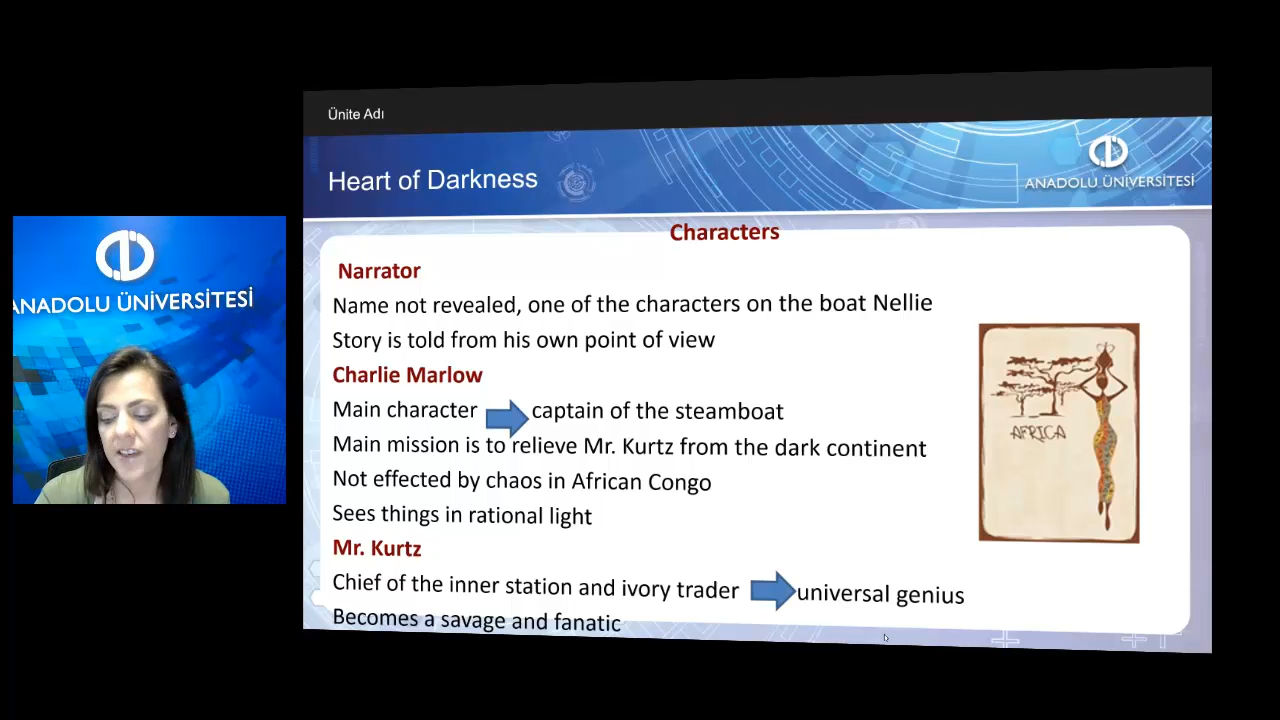 Ünite Adı
Heart of Darkness
ANADOLU ÜNİVERSİTESİ
Characters
Narrator
Name not revealed, one of the characters on the boat Nellie
Story is told from his own point of view
Charlie Marlow
Main character captain of the steamboat
Main mission is to relieve Mr. Kurtz from the dark continent
Not effected by chaos in African Congo
Sees things in rational light
Mr. Kurtz
Chief of the inner station and ivory trader universal genius
Becomes a savage and fanatic
AFRICA
ANADOLU ÜNİVERSİTESİ